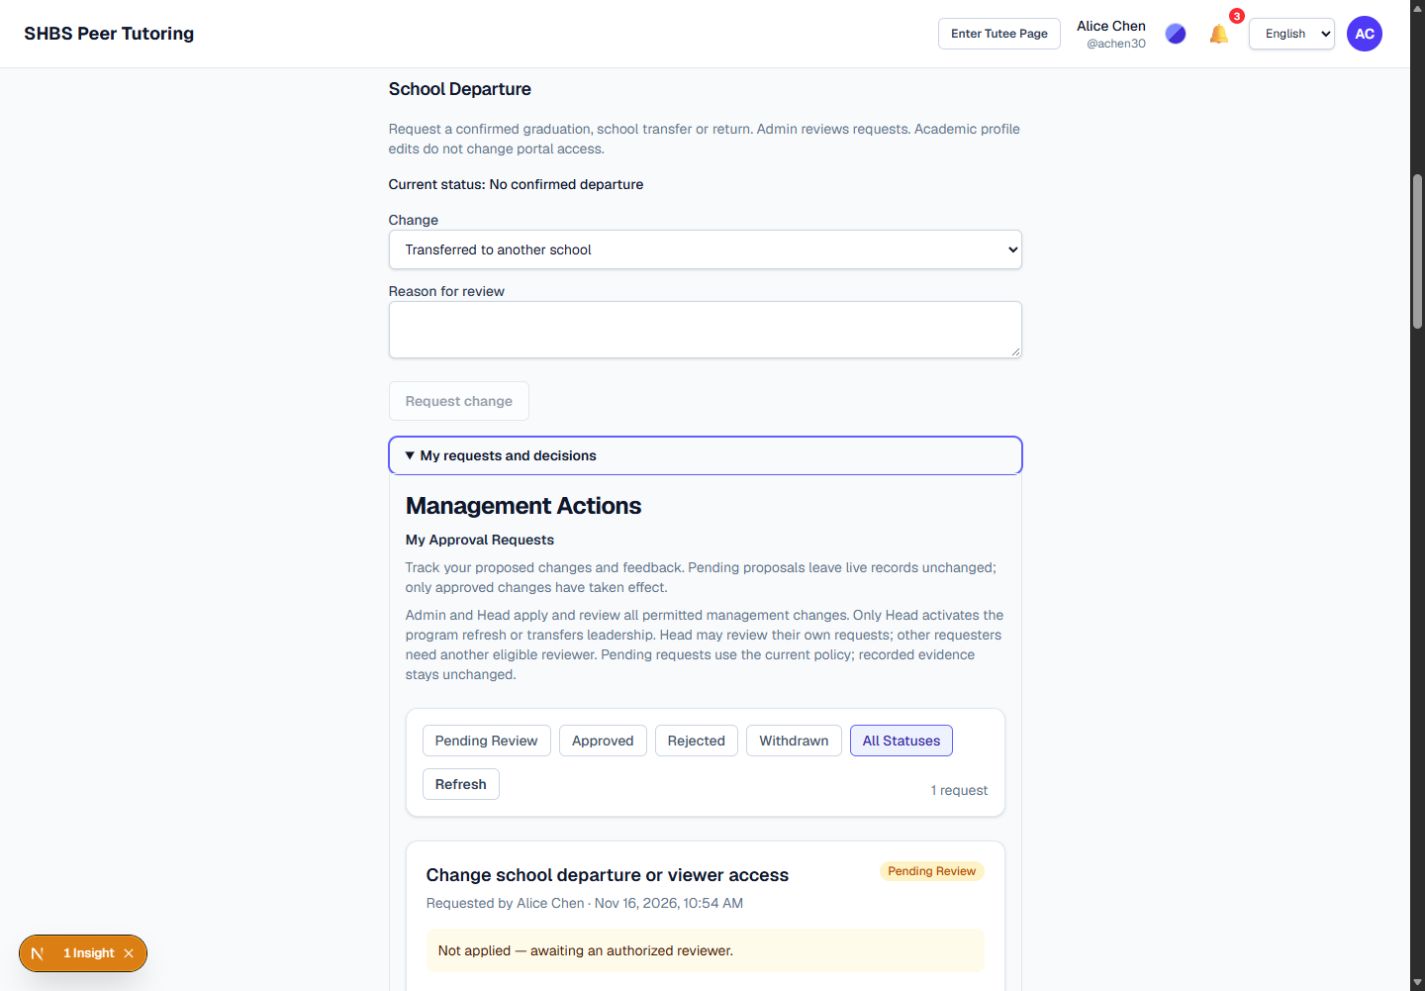 SHBS Peer Tutoring
Enter Tutee Page
Alice Chen
@achen30
3
English
AC
School Departure
Request a confirmed graduation, school transfer or return. Admin reviews requests. Academic profile
edits do not change portal access.
Current status: No confirmed departure
Change
Transferred to another school
Reason for review
Request change
▼ My requests and decisions
Management Actions
My Approval Requests
Track your proposed changes and feedback. Pending proposals leave live records unchanged;
only approved changes have taken effect.
Admin and Head apply and review all permitted management changes. Only Head activates the
program refresh or transfers leadership. Head may review their own requests; other requesters
need another eligible reviewer. Pending requests use the current policy; recorded evidence
stays unchanged.
Pending Review
Approved
Rejected
Withdrawn
All Statuses
Refresh
1 request
Change school departure or viewer access
Pending Review
Requested by Alice Chen · Nov 16, 2026, 10:54 AM
Not applied — awaiting an authorized reviewer.
N
1 Insight